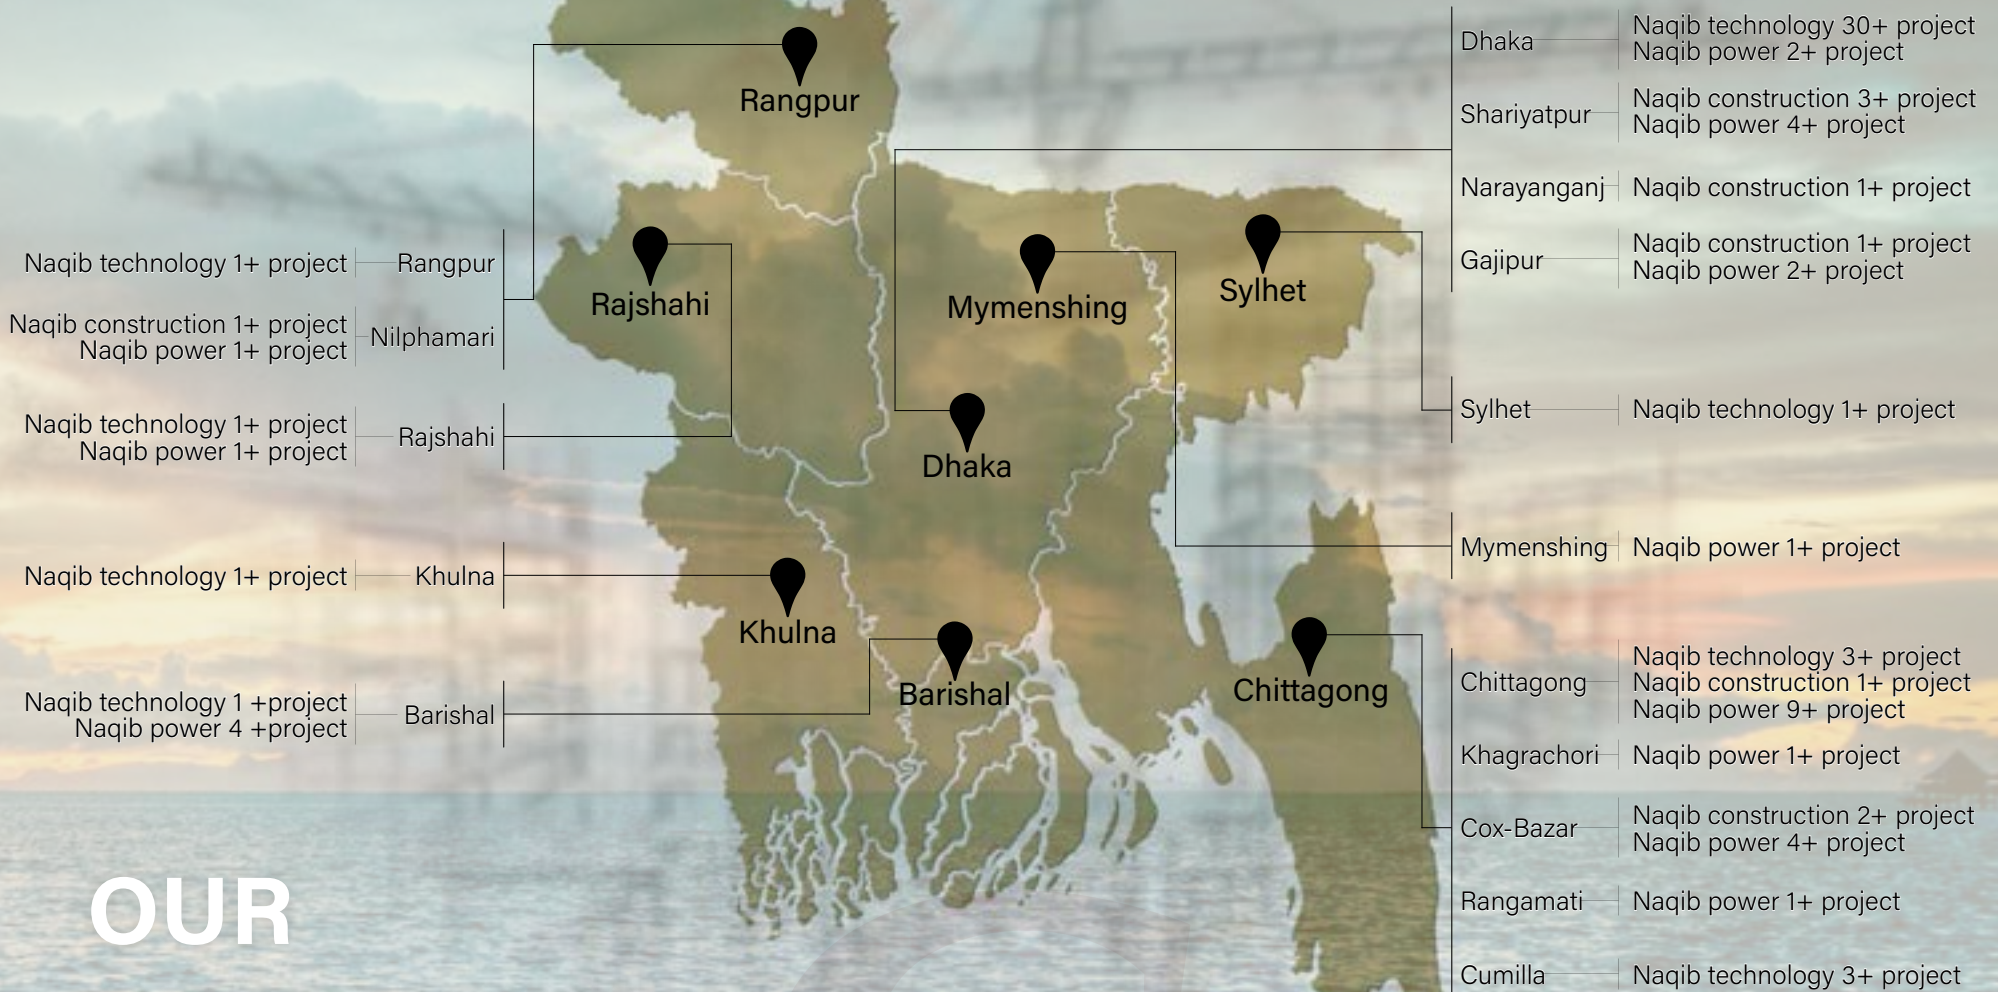 Rangpur
Rajshahi
Mymenshing
Sylhet
Dhaka
Khulna
Barishal
Chittagong
Naqib technology 1+ project
Rangpur
Naqib construction 1+ project
Naqib power 1+ project
Nilphamari
Naqib technology 1+ project
Naqib power 1+ project
Rajshahi
Naqib technology 1+ project
Khulna
Naqib technology 1 +project
Naqib power 4 +project
Barishal
Dhaka
Naqib technology 30+ project
Naqib power 2+ project
Shariyatpur
Naqib construction 3+ project
Naqib power 4+ project
Narayanganj
Naqib construction 1+ project
Gajipur
Naqib construction 1+ project
Naqib power 2+ project
Sylhet
Naqib technology 1+ project
Mymenshing
Naqib power 1+ project
Chittagong
Naqib technology 3+ project
Naqib construction 1+ project
Naqib power 9+ project
Khagrachori
Naqib power 1+ project
Cox-Bazar
Naqib construction 2+ project
Naqib power 4+ project
Rangamati
Naqib power 1+ project
Cumilla
Naqib technology 3+ project
OUR